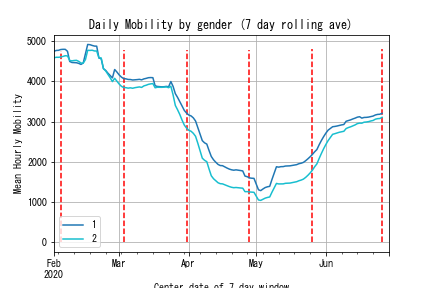 Daily Mobility by gender (7 day rolling ave)
Mean Hourly Mobility
5000
4000
3000
2000
1000
0
1
2
Feb Mar Apr May Jun
2020
Center date of 7 day window